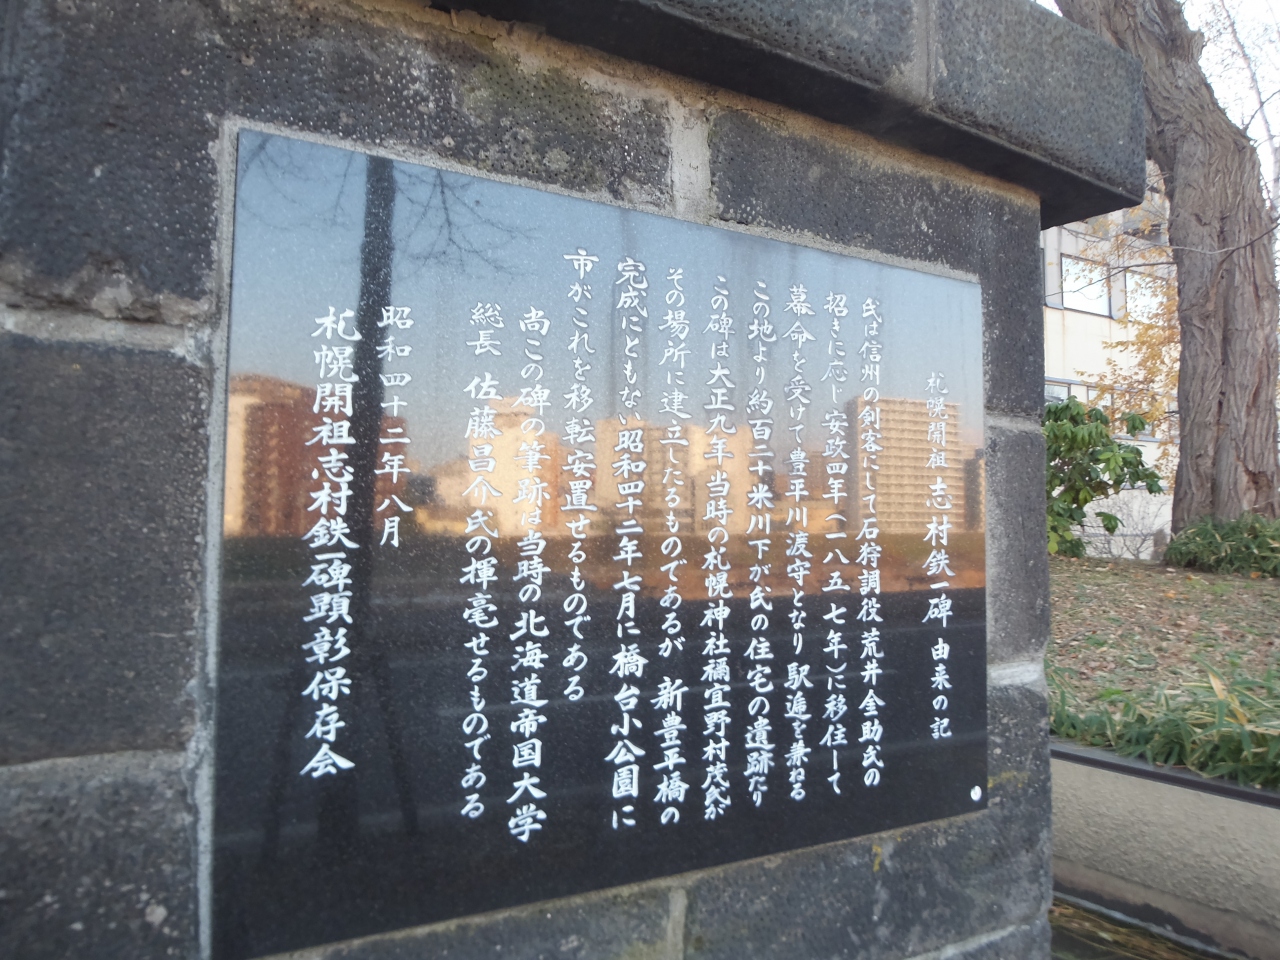 札幌開祖 志村鉄一碑 由来の記
氏は信州の剣客にして石狩調役 荒井金助氏の
招きに応じ安政四年(一八五七年)に移住して
幕命を受けて豊平川渡守となり駅逓を兼ねる
この地より約百二十米川下が氏の住宅の遺跡たり
この碑は大正九年当時の札幌神社禰宜野村茂氏が
その場所に建立したるものであるが 新豊平橋の
完成にともない昭和四十二年七月に橋台小公園に
市がこれを移転安置せるものである
尚この碑の筆跡は当時の北海道帝国大学
総長 佐藤昌介氏の揮毫せるものである
昭和四十二年八月
札幌開祖志村鉄一碑顕彰保存会